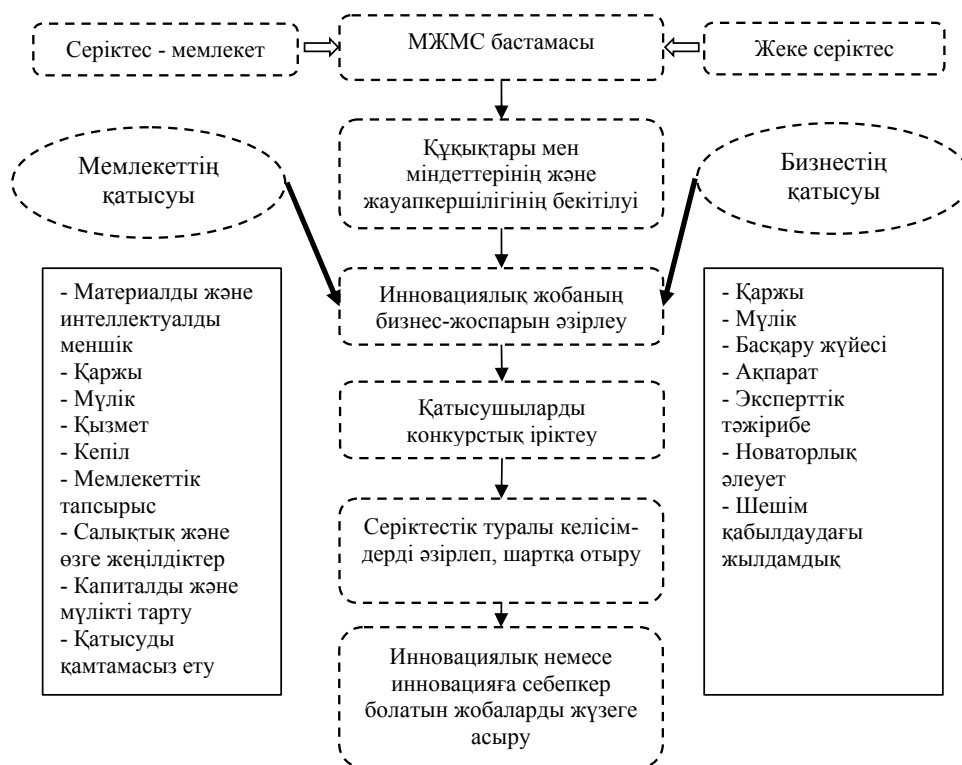 Серіктес - мемлекет
МЖМС бастамасы
Жеке серіктес
Құқықтары мен
міндеттерінің және
жауапкершілігінің бекітілуі
Мемлекеттің
қатысуы
Бизнестің
қатысуы
- Материалды және
интеллектуалды
меншік
- Қаржы
- Мүлік
- Қызмет
- Кепіл
- Мемлекеттік
тапсырыс
- Салықтық және
өзге жеңілдіктер
- Капиталды және
мүлікті тарту
- Қатысуды
қамтамасыз ету
Инновациялық жобаның
бизнес-жоспарын әзірлеу
Қатысушыларды
конкурстық іріктеу
Серіктестік туралы келісім-
дерді әзірлеп, шартқа отыру
Инновациялық немесе
инновацияға себепкер
болатын жобаларды жүзеге
асыру
- Қаржы
- Мүлік
- Басқару жүйесі
- Ақпарат
- Эксперттік
тәжірибе
- Новаторлық
әлеует
- Шешім
қабылдаудағы
жылдамдық